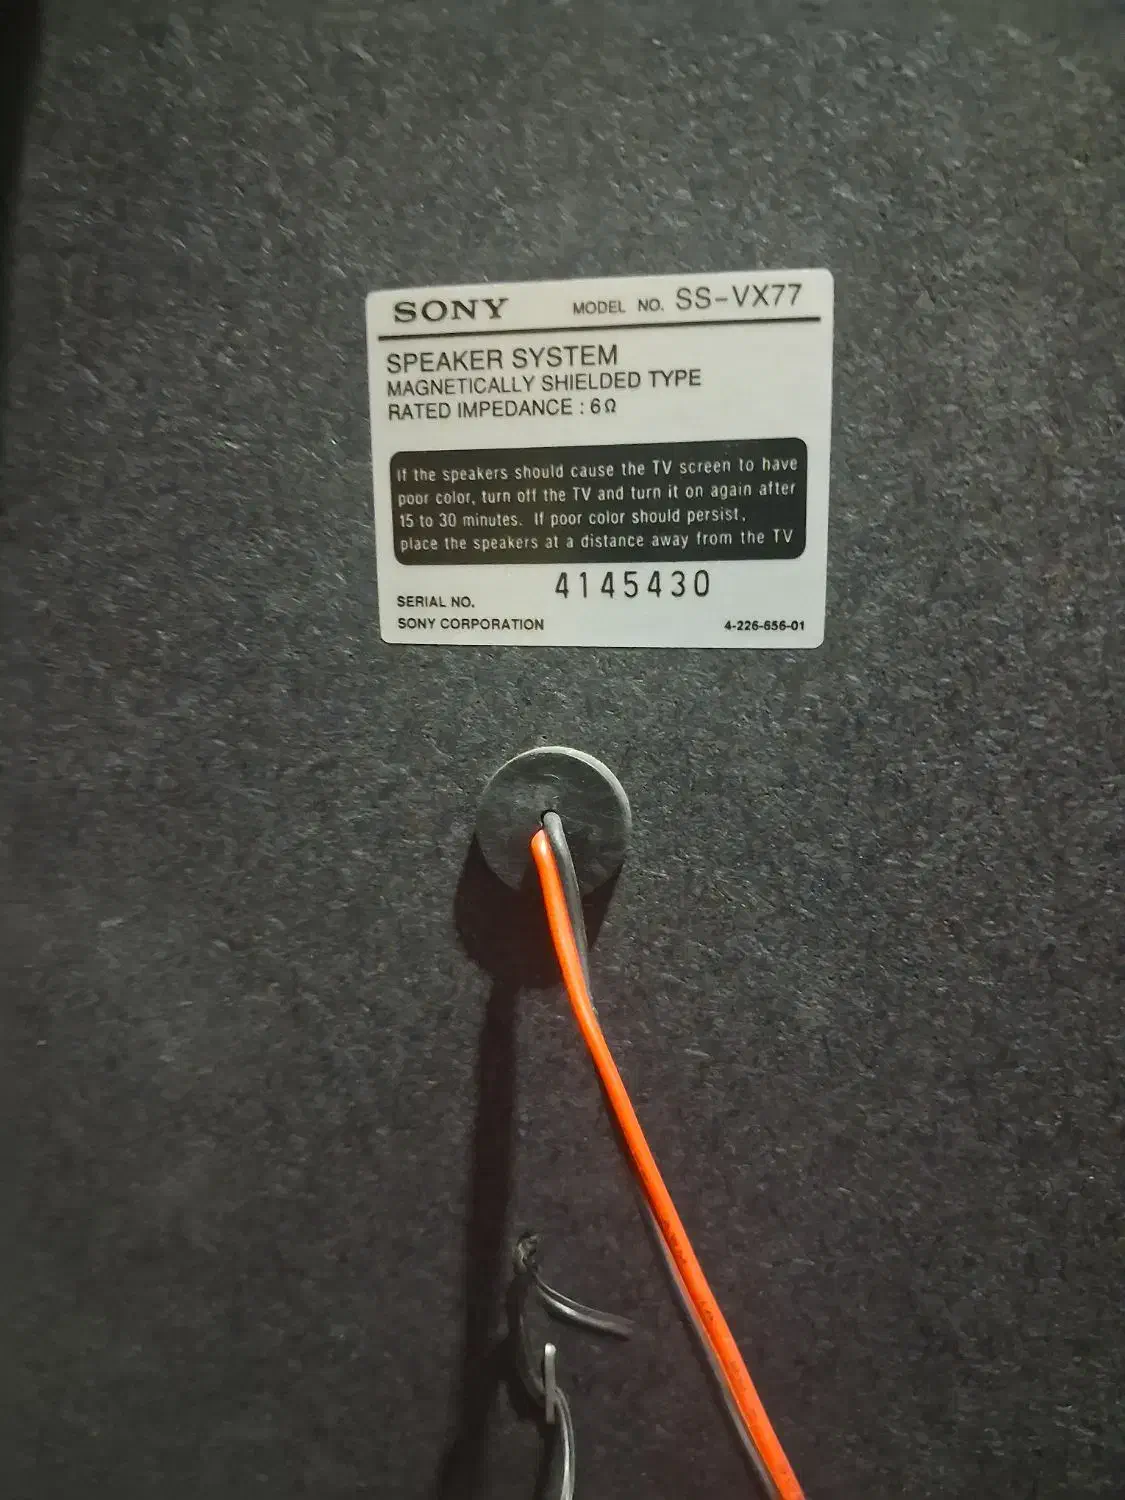 SONY MODEL NO. SS-VX77
SPEAKER SYSTEM
MAGNETICALLY SHIELDED TYPE
RATED IMPEDANCE : 6Ω
If the speakers should cause the TV screen to have
poor color, turn off the TV and turn it on again after
15 to 30 minutes. If poor color should persist,
place the speakers at a distance away from the TV
SERIAL NO. 4145430
SONY CORPORATION 4-226-656-01